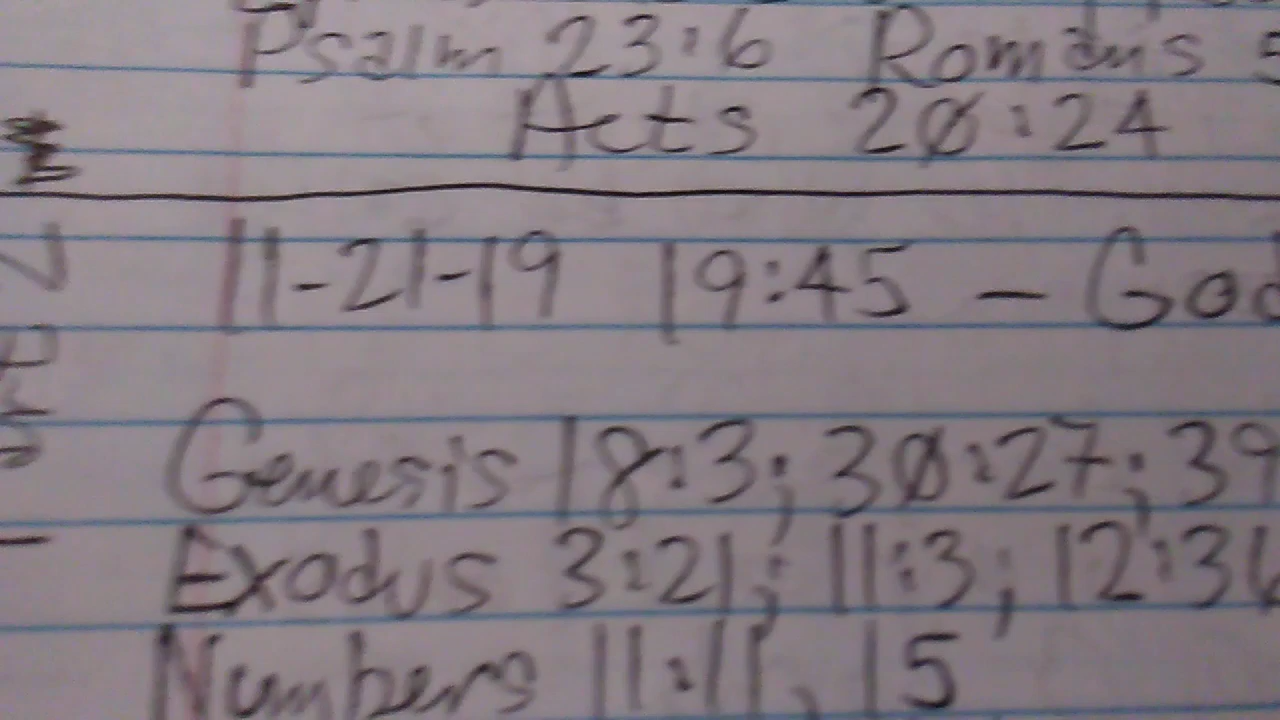 Psalm 23:6 Romans 5
Acts 20:24
11-21-19 19:45 – God
Genesis 18:3; 30:27; 39
Exodus 3:21; 11:3; 12:36
Numbers 11:11, 15